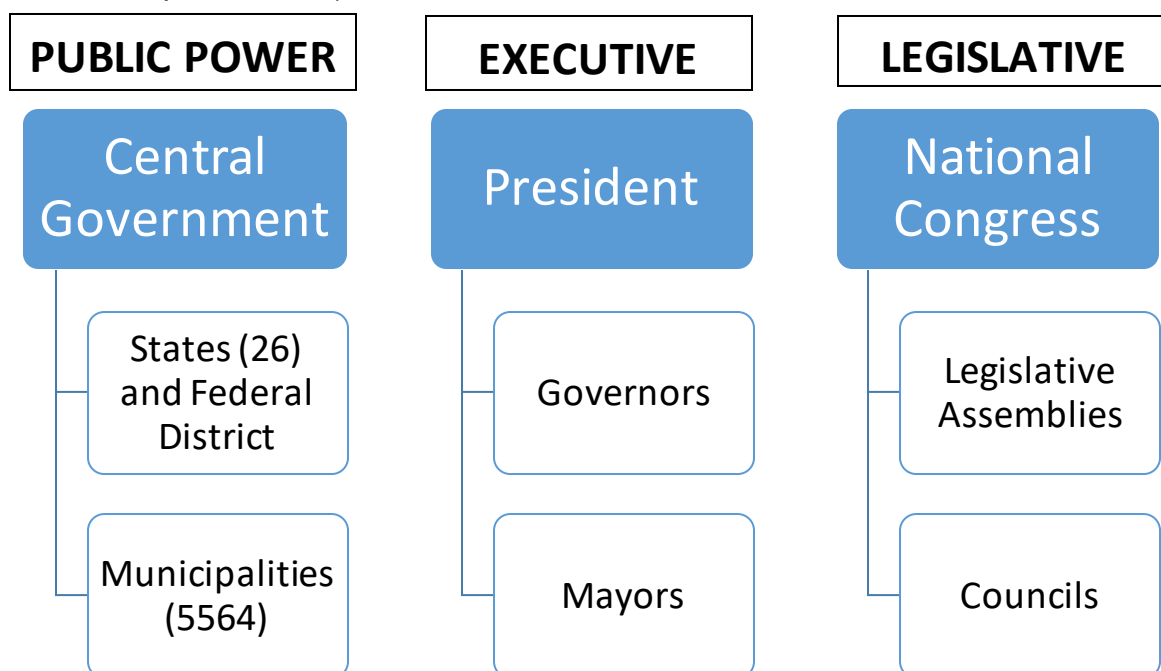 PUBLIC POWER
EXECUTIVE
LEGISLATIVE
Central
Government
President
National
Congress
States (26)
and Federal
District
Governors
Legislative
Assemblies
Municipalities
(5564)
Mayors
Councils